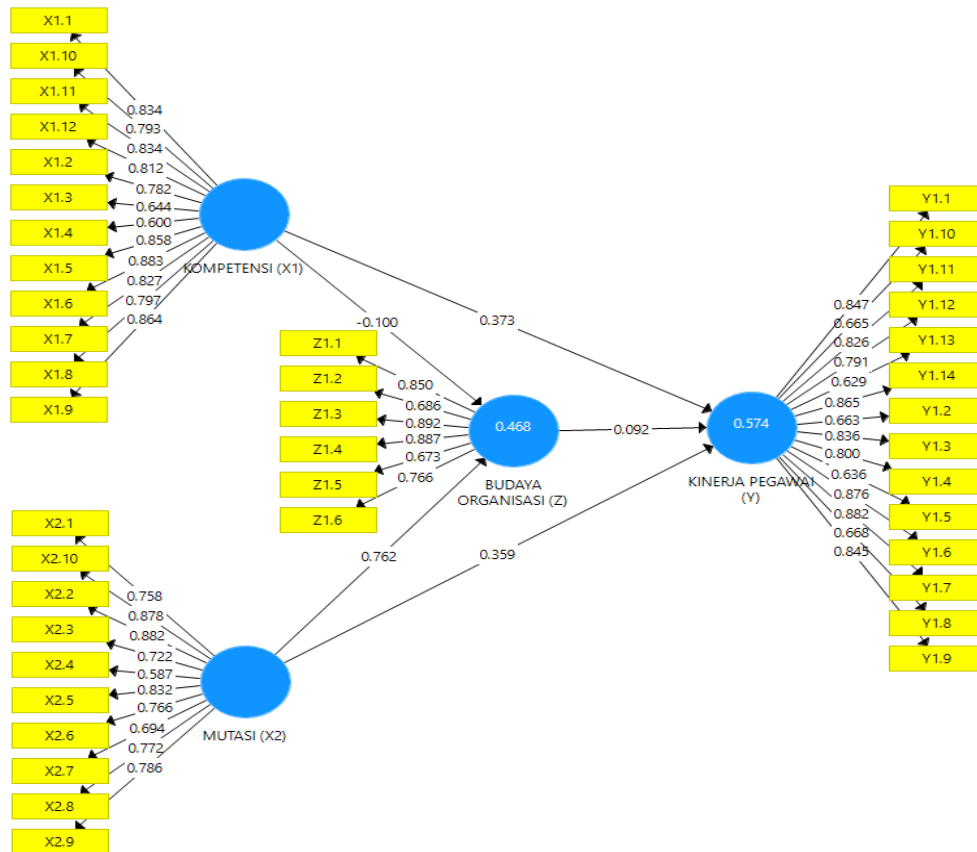 X1.1
X1.10
X1.11
X1.12
X1.2
X1.3
X1.4
X1.5
X1.6
X1.7
X1.8
X1.9
0.834
0.793
0.834
0.812
0.782
0.644
0.600
0.858
0.883
0.827
0.797
0.864
KOMPETENSI (X1)
-0.100
0.373
Z1.1
Z1.2
Z1.3
Z1.4
Z1.5
Z1.6
0.850
0.686
0.892
0.887
0.673
0.766
0.468
BUDAYA
ORGANISASI (Z)
0.092
0.762
0.359
X2.1
X2.10
X2.2
X2.3
X2.4
X2.5
X2.6
X2.7
X2.8
X2.9
0.758
0.878
0.882
0.722
0.587
0.832
0.766
0.694
0.772
0.786
MUTASI (X2)
0.574
KINERJA PEGAWAI
(Y)
0.847
0.665
0.826
0.791
0.629
0.865
0.663
0.836
0.800
0.636
0.876
0.882
0.668
0.845
Y1.1
Y1.10
Y1.11
Y1.12
Y1.13
Y1.14
Y1.2
Y1.3
Y1.4
Y1.5
Y1.6
Y1.7
Y1.8
Y1.9